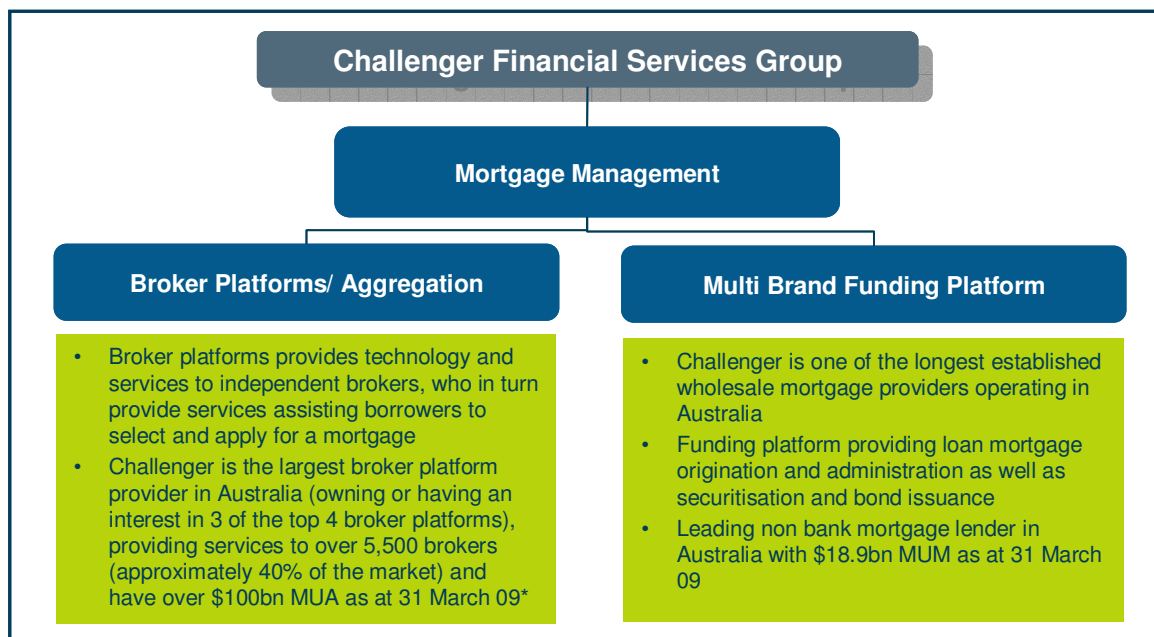 Challenger Financial Services Group
Mortgage Management
Broker Platforms/ Aggregation
• Broker platforms provides technology and
services to independent brokers, who in turn
provide services assisting borrowers to
select and apply for a mortgage
• Challenger is the largest broker platform
provider in Australia (owning or having an
interest in 3 of the top 4 broker platforms),
providing services to over 5,500 brokers
(approximately 40% of the market) and
have over $100bn MUA as at 31 March 09*
Multi Brand Funding Platform
• Challenger is one of the longest established
wholesale mortgage providers operating in
Australia
• Funding platform providing loan mortgage
origination and administration as well as
securitisation and bond issuance
• Leading non bank mortgage lender in
Australia with $18.9bn MUM as at 31 March
09